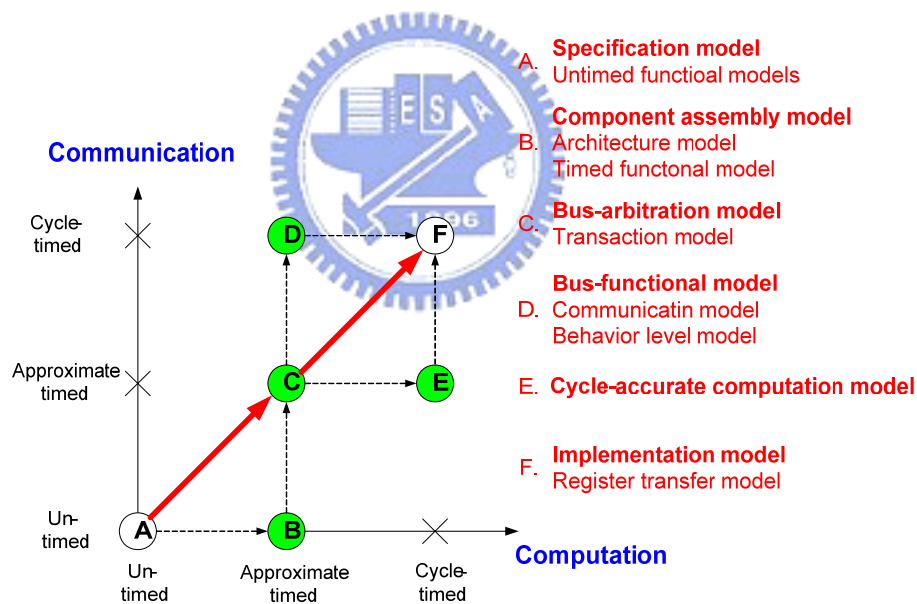 A. Specification model
Untimed functioal models
Component assembly model
B. Architecture model
Timed functonal model
Bus-arbitration model
C. Transaction model
Bus-functional model
D. Communicatin model
Behavior level model
E. Cycle-accurate computation model
Implementation model
F. Register transfer model
Communication
Cycle-
timed
Approximate
timed
Un-
timed
D
F
C
E
A
B
Un-
timed
Approximate
timed
Cycle-
timed
Computation
E S A
1896